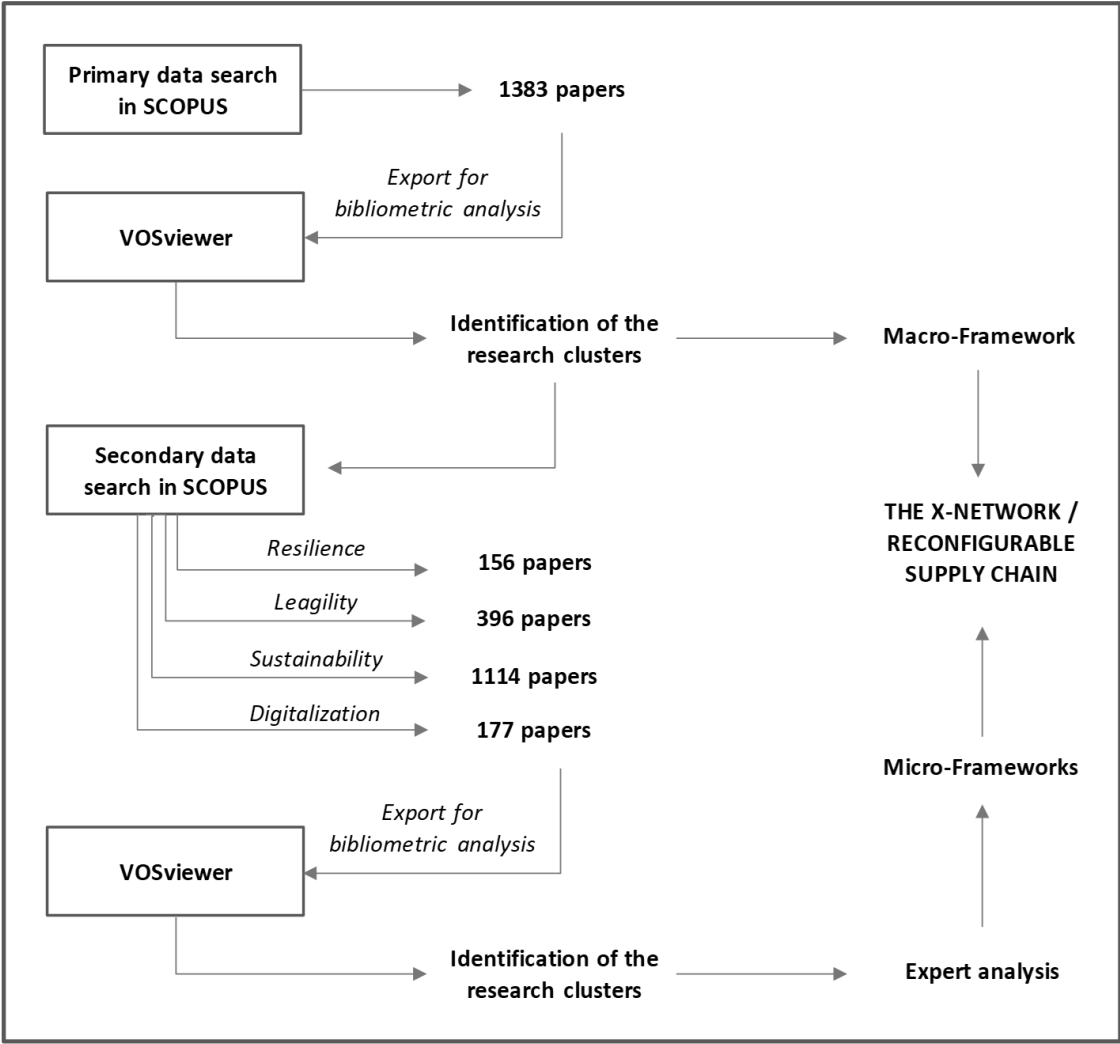 Primary data search
in SCOPUS
1383 papers
Export for
bibliometric analysis
VOSviewer
Identification of the
research clusters
Macro-Framework
Secondary data
search in SCOPUS
THE X-NETWORK /
RECONFIGURABLE
SUPPLY CHAIN
Resilience
156 papers
Leagility
396 papers
Sustainability
1114 papers
Digitalization
177 papers
Micro-Frameworks
Export for
bibliometric analysis
VOSviewer
Identification of the
research clusters
Expert analysis